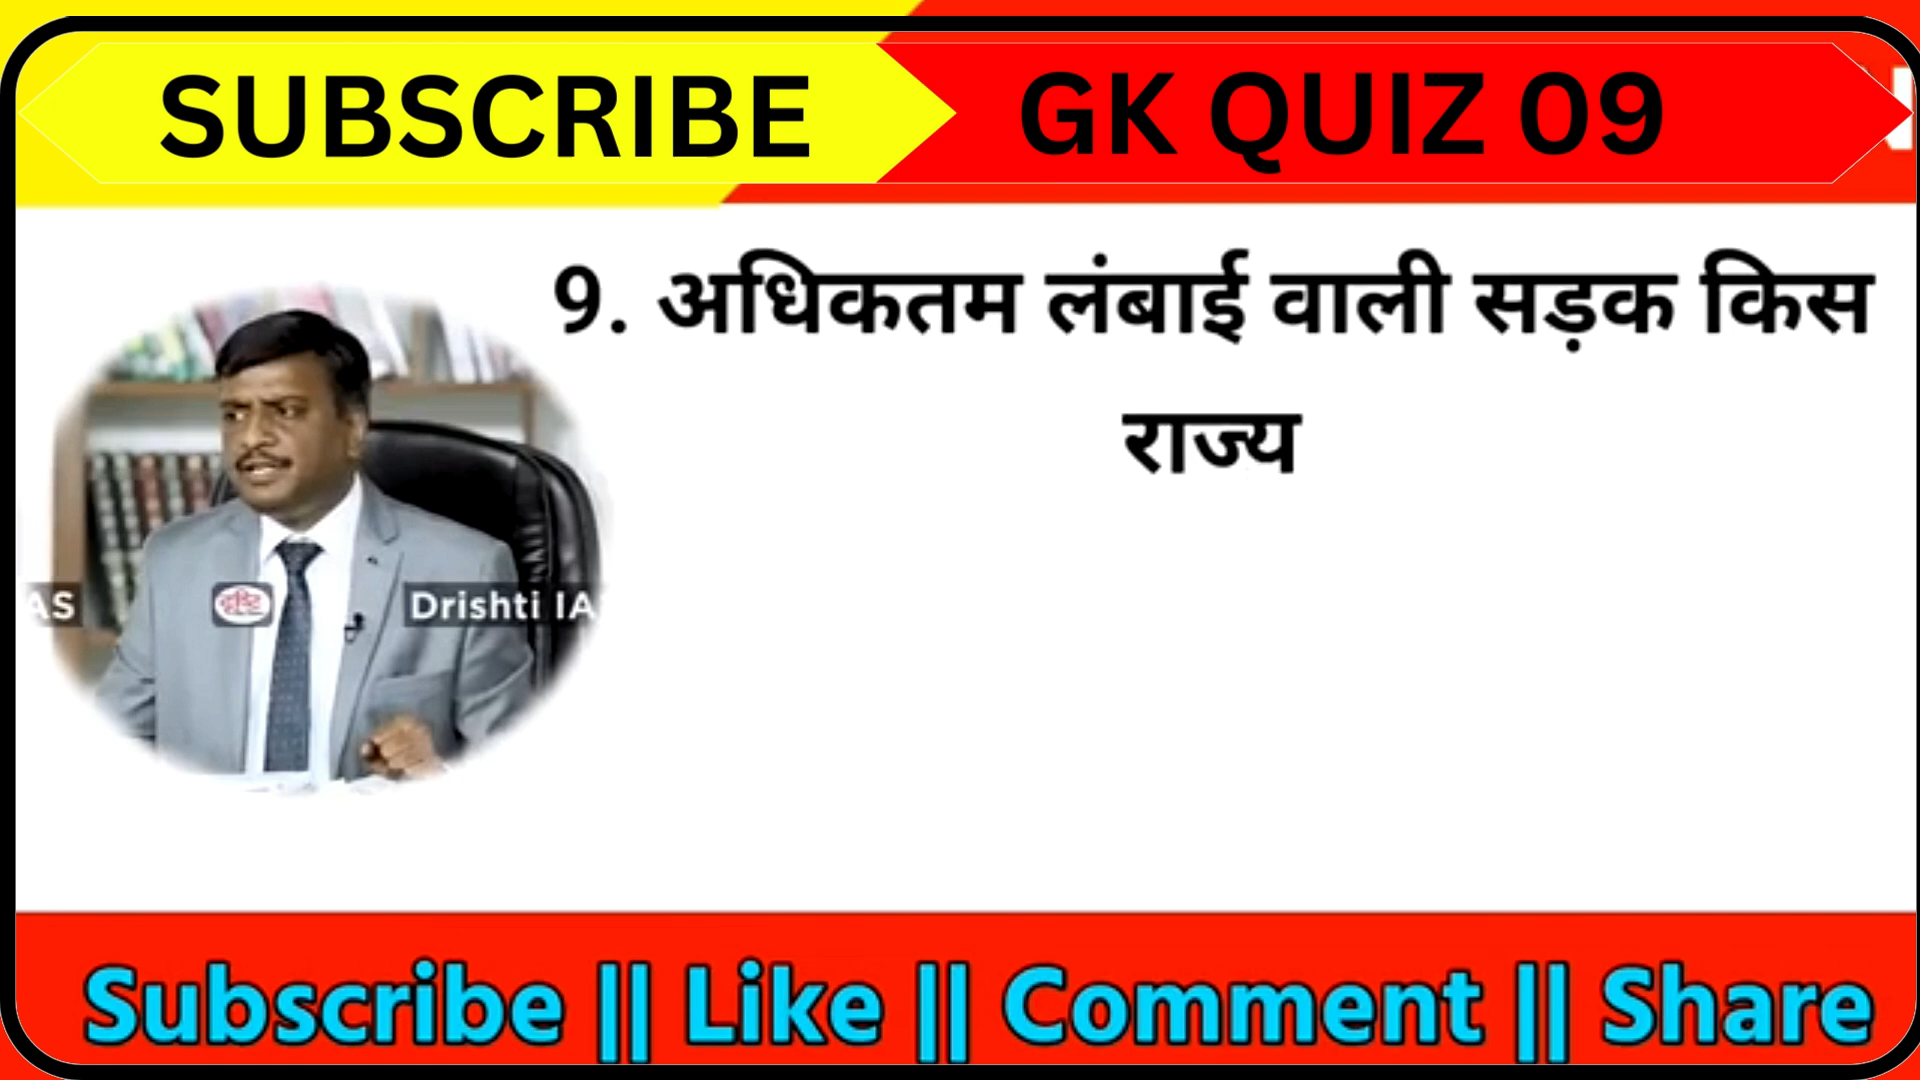 SUBSCRIBE GK QUIZ 09
9. अधिकतम लंबाई वाली सड़क किस
राज्य
AS दृष्टि Drishti IA
Subscribe || Like || Comment || Share